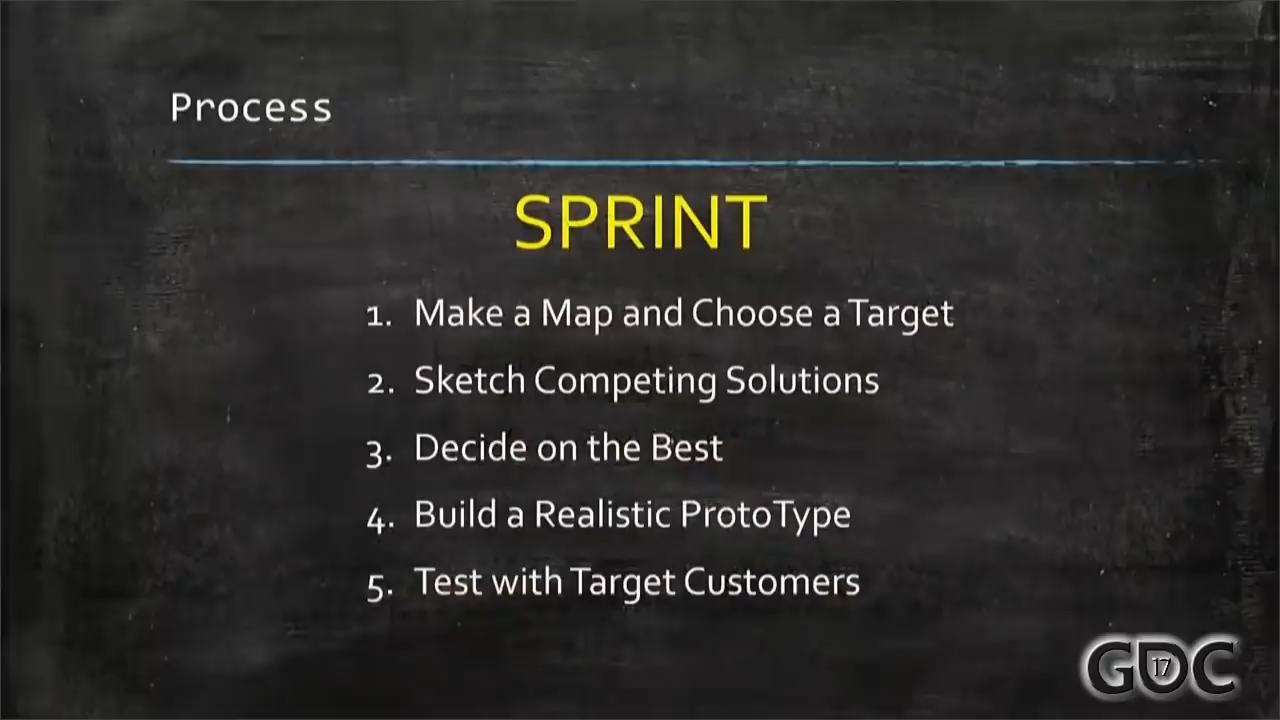 Process
SPRINT
1. Make a Map and Choose a Target
2. Sketch Competing Solutions
3. Decide on the Best
4. Build a Realistic ProtoType
5. Test with Target Customers
GDC 17